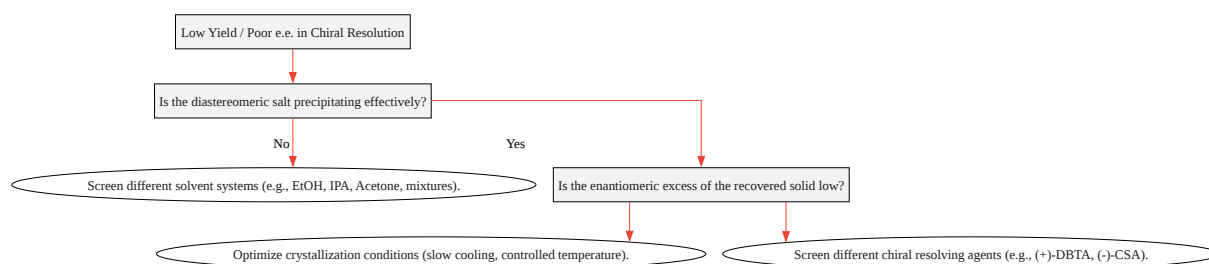 Low Yield / Poor e.e. in Chiral Resolution
Is the diastereomeric salt precipitating effectively?
No
Yes
Screen different solvent systems (e.g., EtOH, IPA, Acetone, mixtures).
Is the enantiomeric excess of the recovered solid low?
Optimize crystallization conditions (slow cooling, controlled temperature).
Screen different chiral resolving agents (e.g., (+)-DBTA, (-)-CSA).